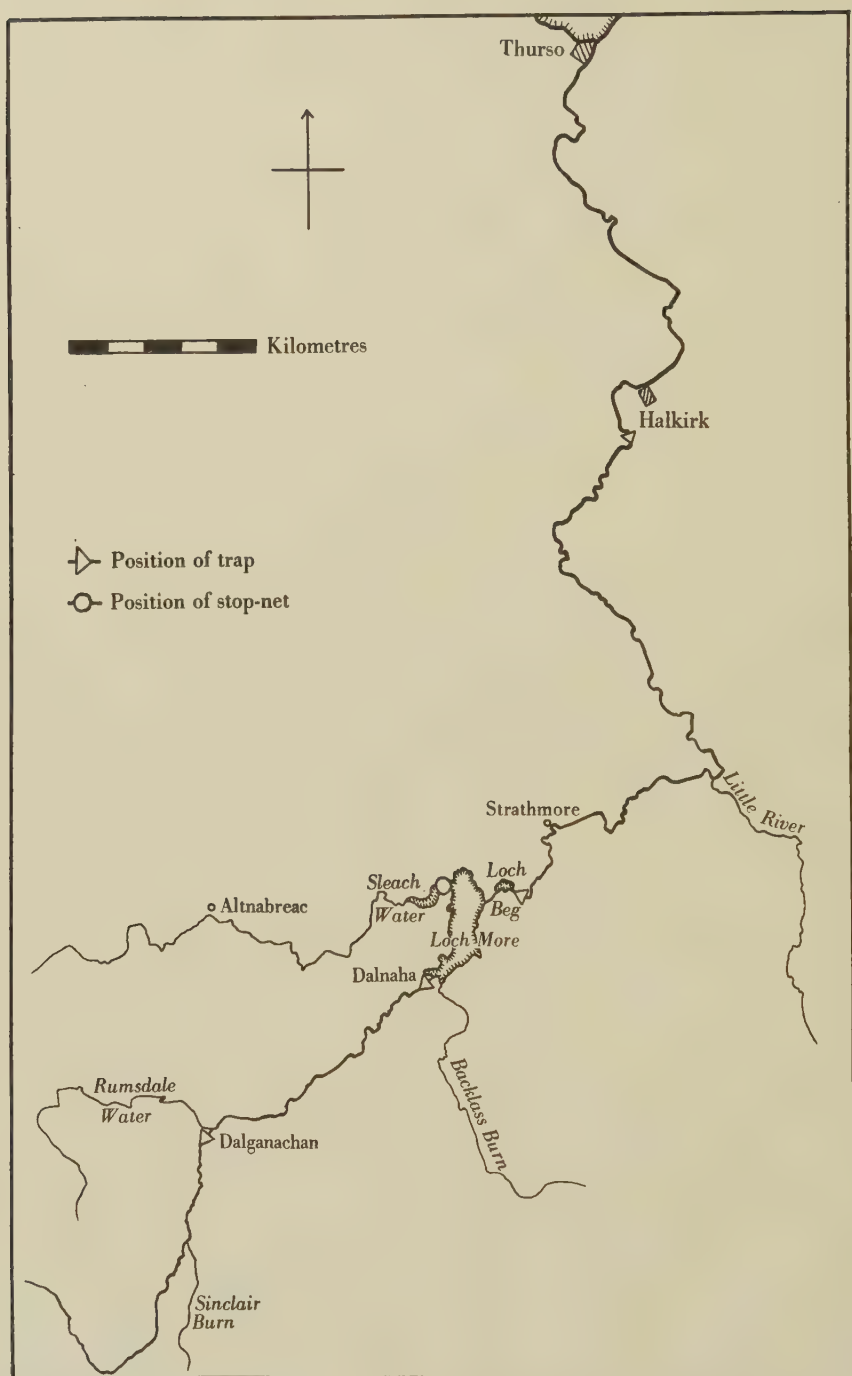 Thurso
Kilometres
Halkirk
Position of trap
Position of stop-net
Little River
Strathmore
Sleach
Water
Loch
Beg
Altnabreac
Loch More
Dalnaha
Backlass Burn
Rumsdale
Water
Dalganachan
Sinclair
Burn